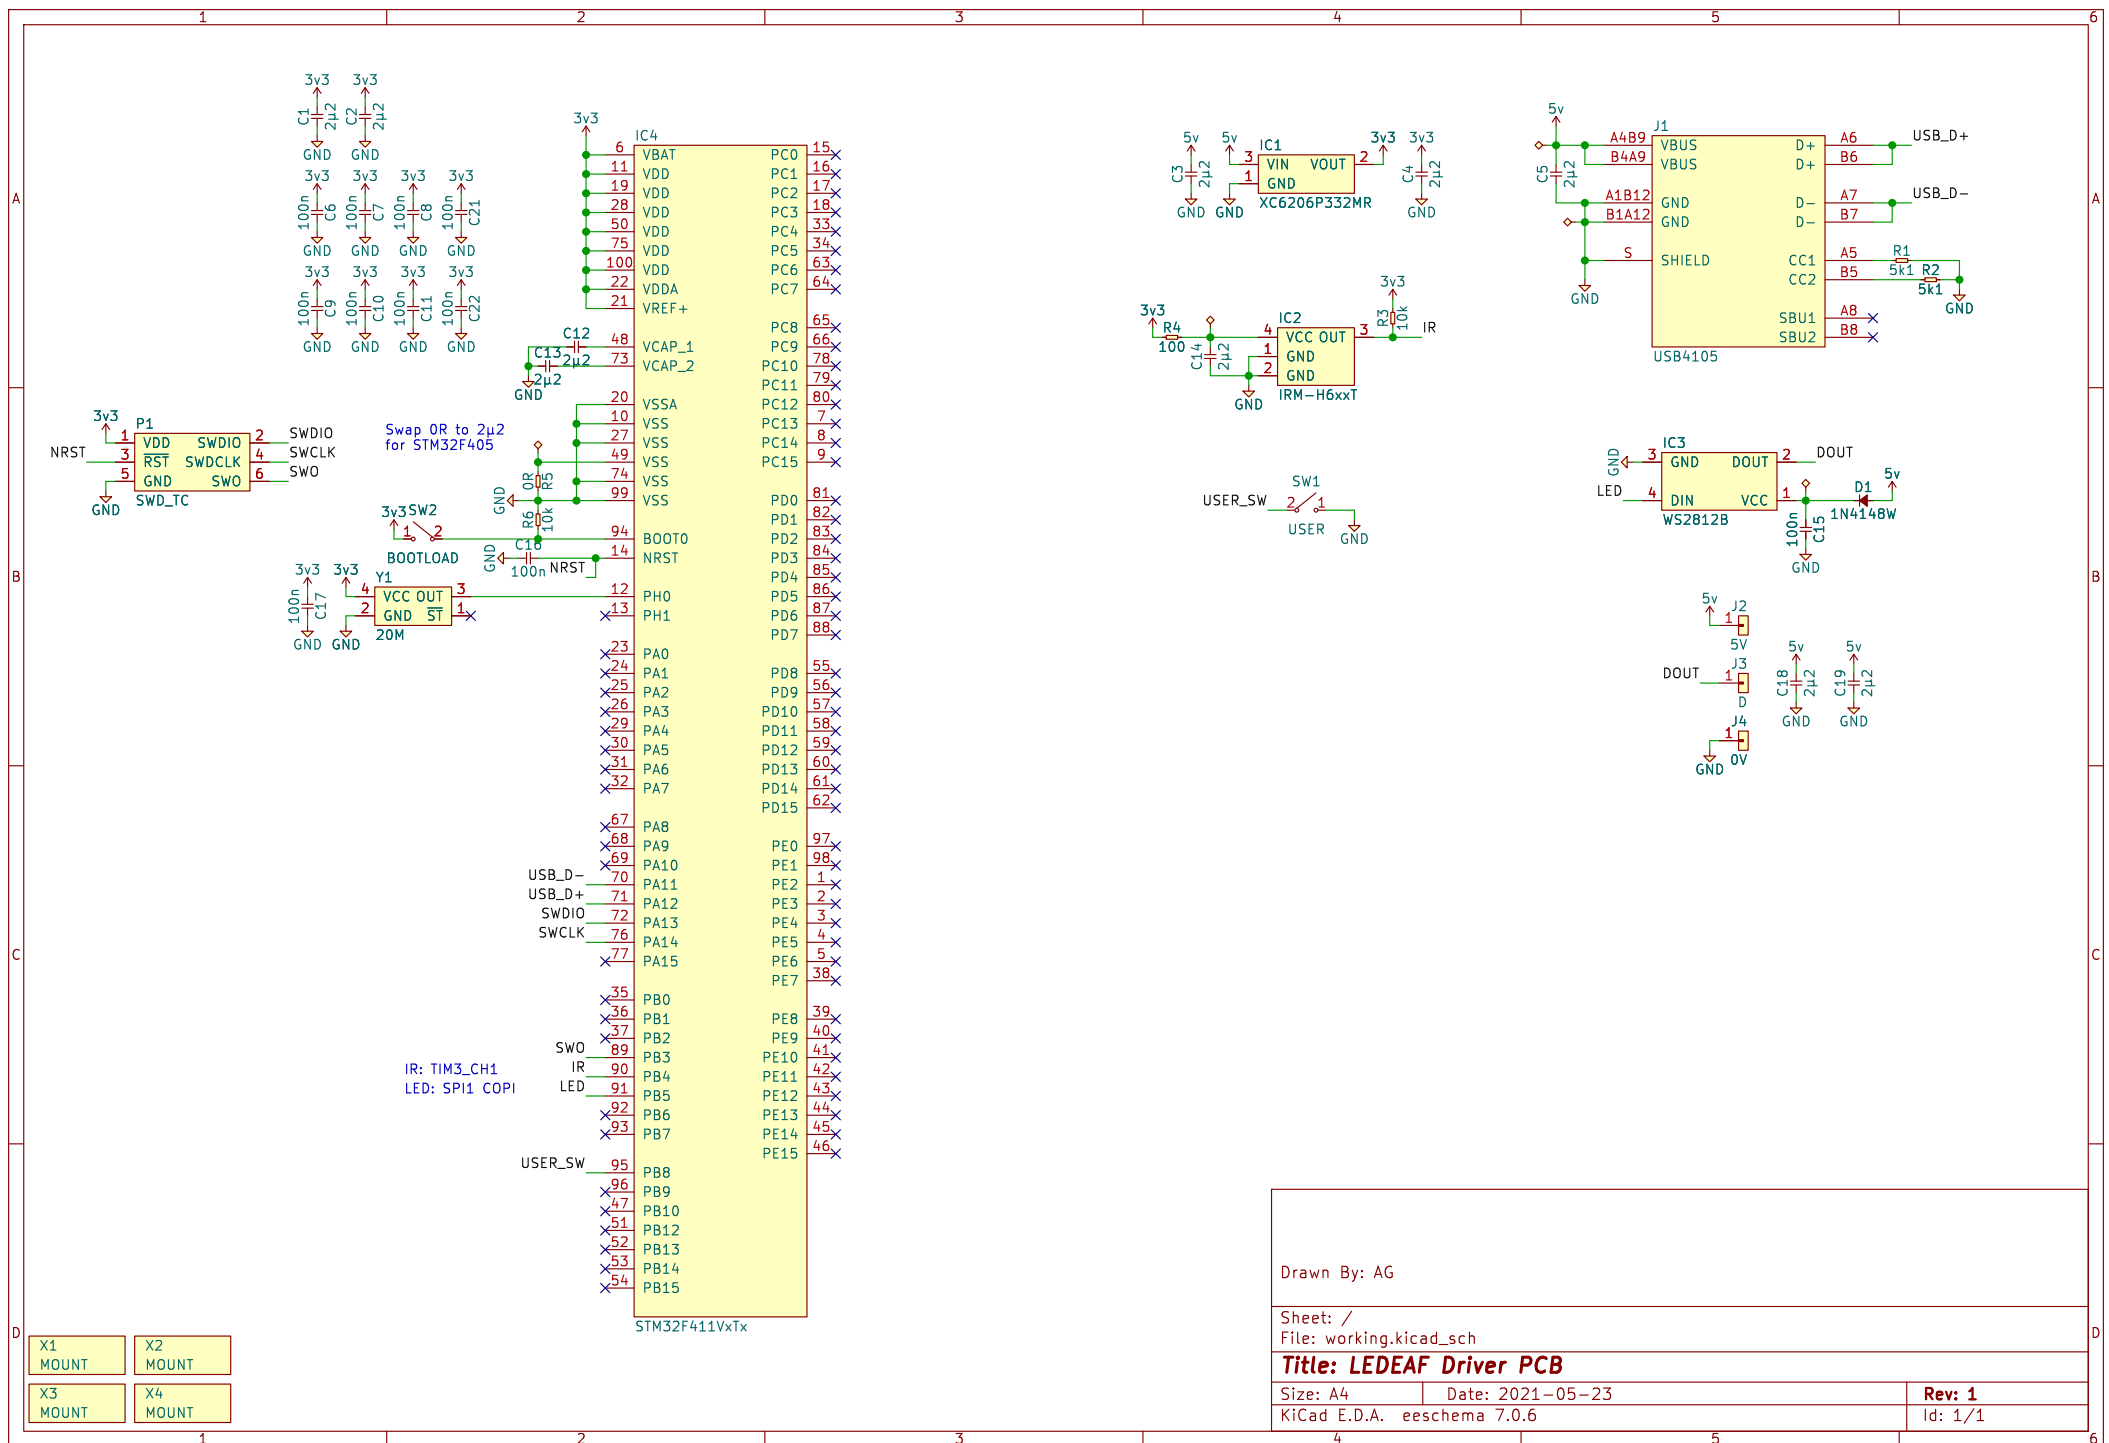 1 2 3 4 5 6
A
B
C
D
A
B
C
D
1 2 3 4 5 6
3v3 C1 2µ2 GND
3v3 C2 2µ2 GND
3v3 100n C6 GND
3v3 100n C7 GND
3v3 100n C8 GND
3v3 100n C21 GND
3v3 100n C9 GND
3v3 100n C10 GND
3v3 100n C11 GND
3v3 100n C22 GND
P1
3v3 1 VDD SWDIO 2 SWDIO
NRST 3 RST SWDCLK 4 SWCLK
GND 5 GND SWO 6 SWO
SWD_TC
Swap 0R to 2µ2
for STM32F405
3v3
C12 2µ2
C13 2µ2
GND
0R R5
GND
R6 10k
3v3 SW2 1 2
BOOTLOAD
GND C16 100n NRST
3v3 100n C17 GND
3v3 Y1
4 VCC OUT 3
2 GND ST 1
GND 20M
IC4
6 VBAT
11 VDD
19 VDD
28 VDD
50 VDD
75 VDD
100 VDD
22 VDDA
21 VREF+
48 VCAP_1
73 VCAP_2
20 VSSA
10 VSS
27 VSS
49 VSS
74 VSS
99 VSS
94 BOOT0
14 NRST
12 PH0
13 PH1
23 PA0
24 PA1
25 PA2
26 PA3
29 PA4
30 PA5
31 PA6
32 PA7
67 PA8
68 PA9
69 PA10
USB_D- 70 PA11
USB_D+ 71 PA12
SWDIO 72 PA13
SWCLK 76 PA14
77 PA15
35 PB0
36 PB1
37 PB2
SWO 89 PB3
IR 90 PB4
LED 91 PB5
92 PB6
93 PB7
USER_SW 95 PB8
96 PB9
47 PB10
51 PB12
52 PB13
53 PB14
54 PB15
PC0 15
PC1 16
PC2 17
PC3 18
PC4 33
PC5 34
PC6 63
PC7 64
PC8 65
PC9 66
PC10 78
PC11 79
PC12 80
PC13 7
PC14 8
PC15 9
PD0 81
PD1 82
PD2 83
PD3 84
PD4 85
PD5 86
PD6 87
PD7 88
PD8 55
PD9 56
PD10 57
PD11 58
PD12 59
PD13 60
PD14 61
PD15 62
PE0 97
PE1 98
PE2 1
PE3 2
PE4 3
PE5 4
PE6 5
PE7 38
PE8 39
PE9 40
PE10 41
PE11 42
PE12 43
PE13 44
PE14 45
PE15 46
STM32F411VxTx
IR: TIM3_CH1
LED: SPI1 COPI
5v C3 2µ2 GND
5v IC1 3v3
3 VIN VOUT 2
1 GND
GND XC6206P332MR
3v3 C4 2µ2 GND
3v3 R4 100
C14 2µ2
IC2
4 VCC OUT 3
1 GND
2 GND
GND IRM-H6xxT
3v3 R3 10k IR
USER_SW 2 SW1 1
USER
GND
5v C5 2µ2
J1
A4B9 VBUS D+ A6 USB_D+
B4A9 VBUS D+ B6
A1B12 GND D- A7 USB_D-
B1A12 GND D- B7
S SHIELD CC1 A5 R1 5k1
CC2 B5 R2 5k1
GND GND
SBU1 A8
SBU2 B8
USB4105
IC3
GND 3 GND DOUT 2 DOUT
LED 4 DIN VCC 1
WS2812B
D1 5v
1N4148W
100n C15 GND
5v J2 1
5V
DOUT J3 1
D
J4 1
GND 0V
5v C18 2µ2 GND
5v C19 2µ2 GND
X1
MOUNT
X2
MOUNT
X3
MOUNT
X4
MOUNT
Drawn By: AG
Sheet: /
File: working.kicad_sch
Title: LEDEAF Driver PCB
Size: A4 Date: 2021-05-23 Rev: 1
KiCad E.D.A. eeschema 7.0.6 Id: 1/1